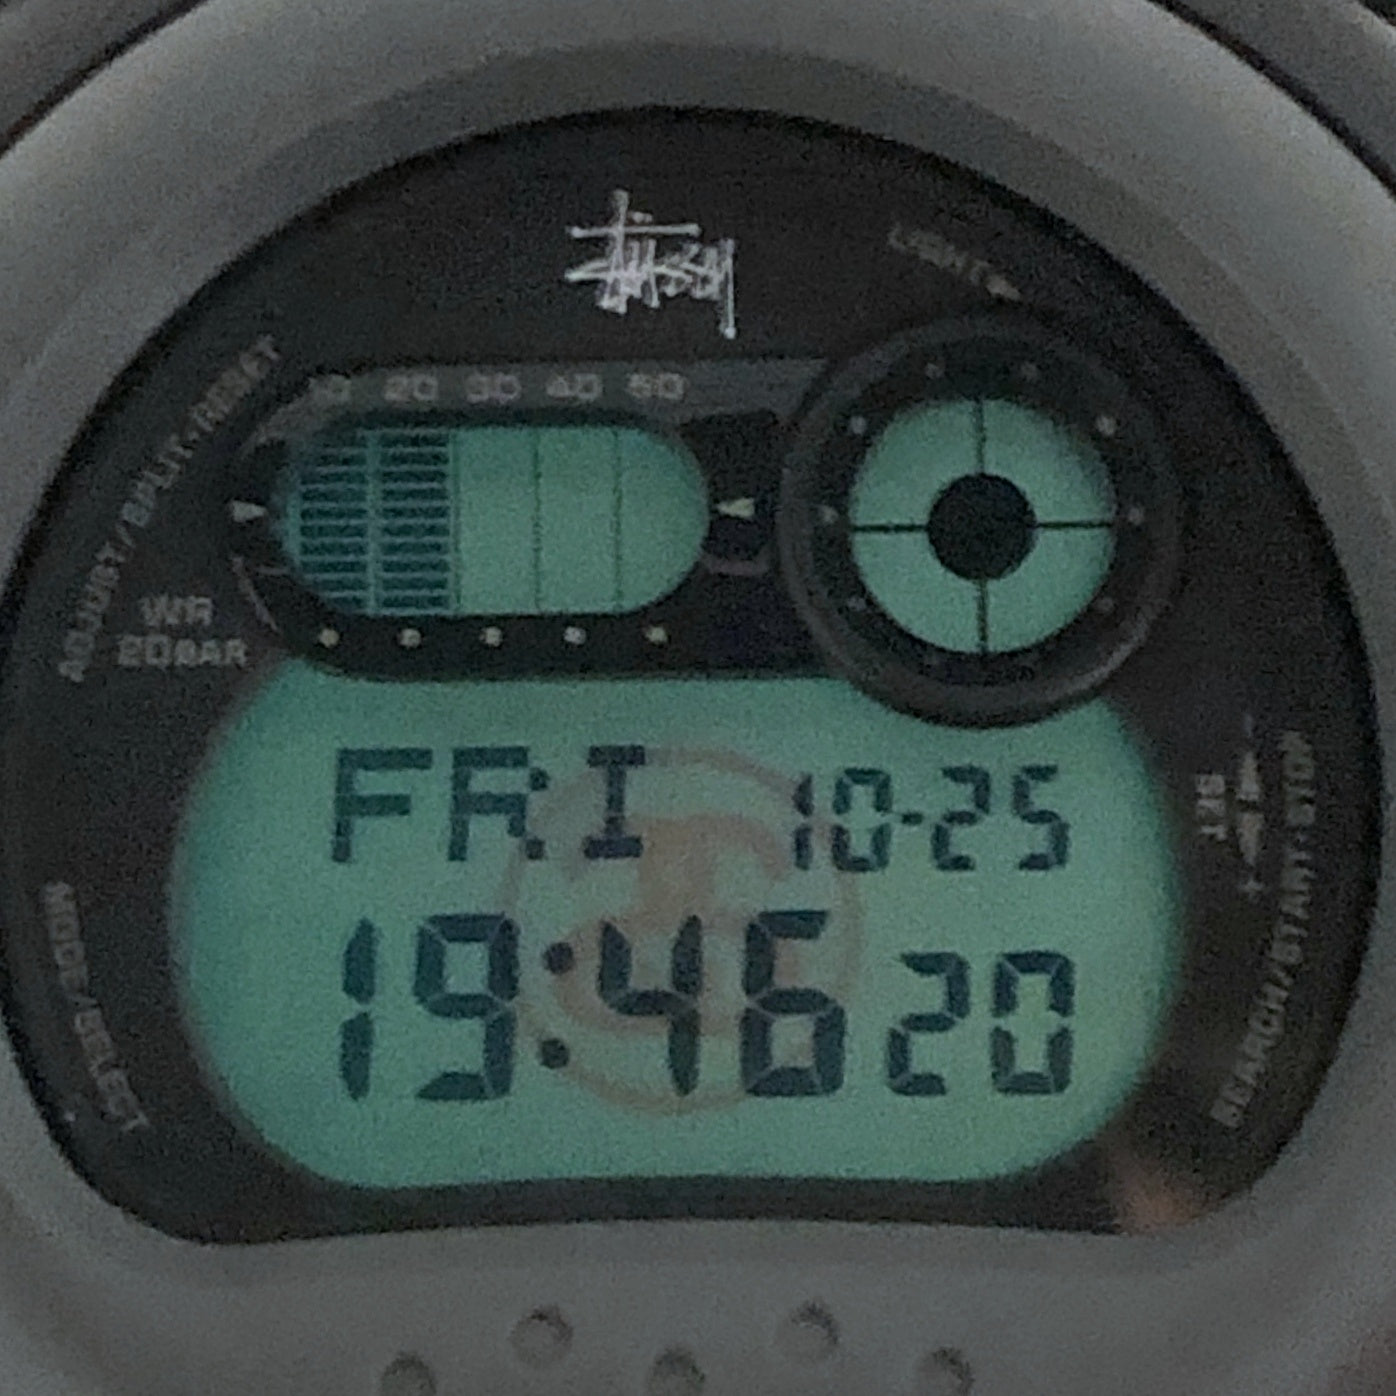 Stüssy
LIGHT
ADJUST/SPLIT·RESET
10 20 30 40 50
WR
20BAR
FRI 10-25
19:46 20
SET
- +
MODE/SELECT
SEARCH/START·STOP